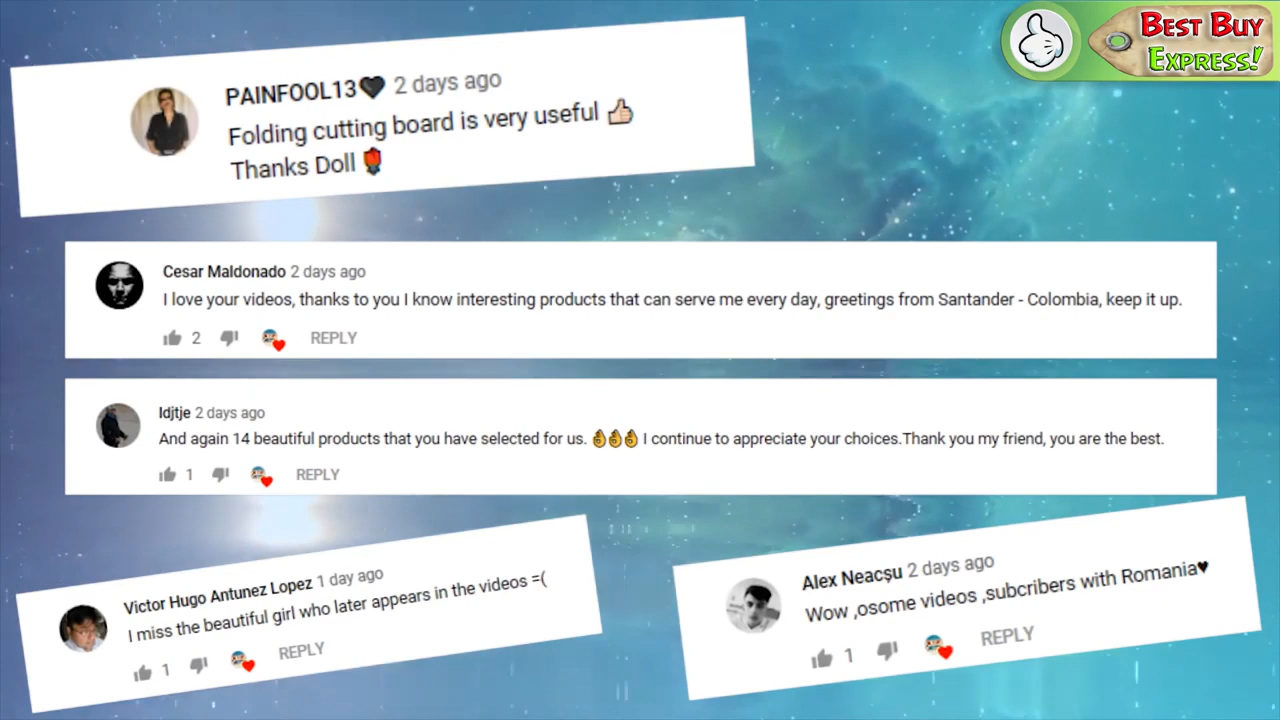 BEST BUY
EXPRESS!
PAINFOOL13🖤 2 days ago
Folding cutting board is very useful 👍🏻
Thanks Doll 🌹
Cesar Maldonado 2 days ago
I love your videos, thanks to you I know interesting products that can serve me every day, greetings from Santander - Colombia, keep it up.
2 REPLY
Idjtje 2 days ago
And again 14 beautiful products that you have selected for us. 👌👌👌 I continue to appreciate your choices.Thank you my friend, you are the best.
1 REPLY
Victor Hugo Antunez Lopez 1 day ago
I miss the beautiful girl who later appears in the videos =(
1 REPLY
Alex Neacșu 2 days ago
Wow ,osome videos ,subcribers with Romania♥
1 REPLY